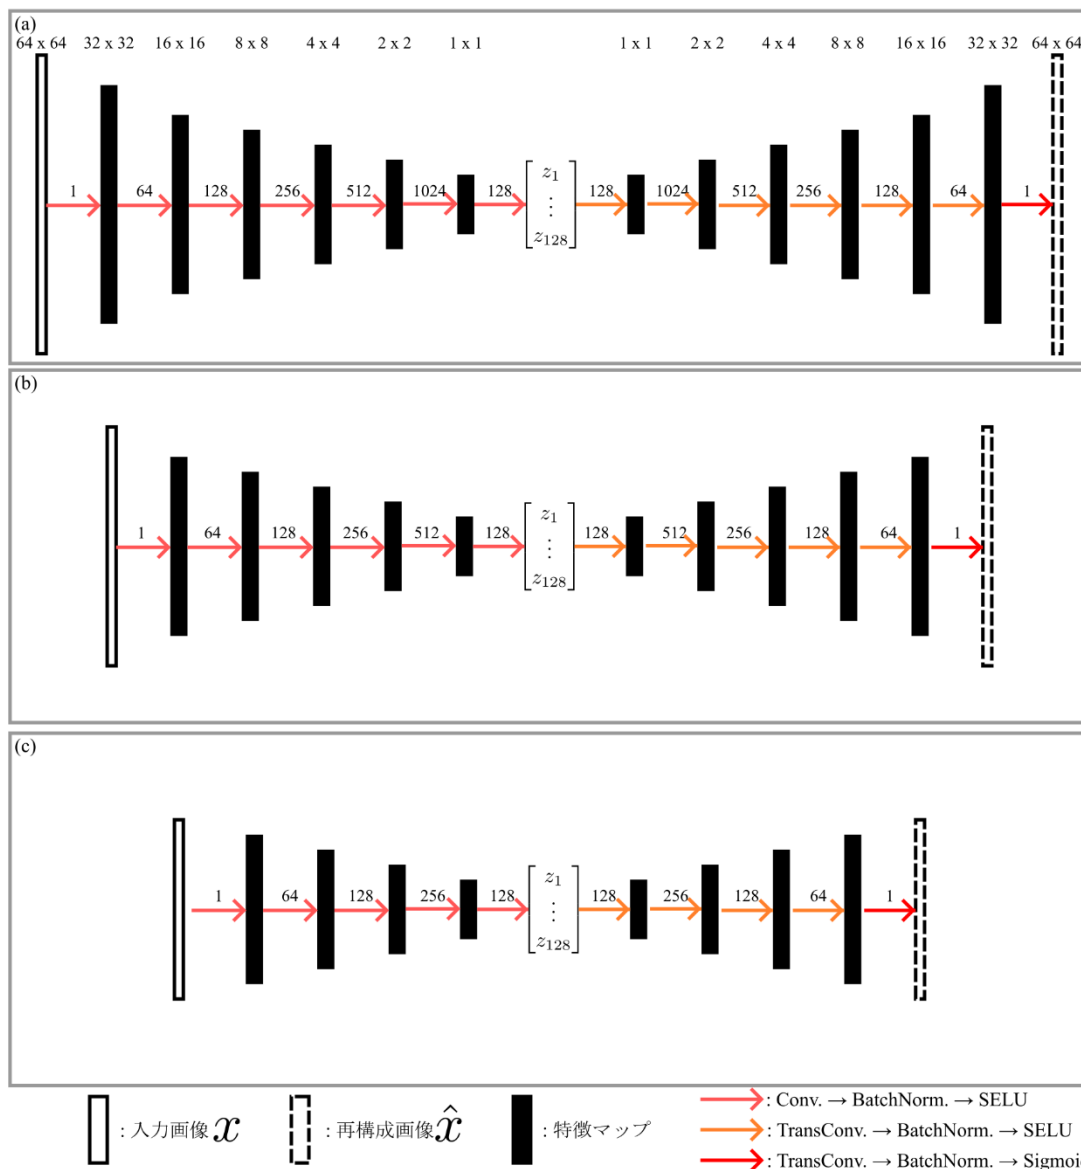 (a)
64 x 64 32 x 32 16 x 16 8 x 8 4 x 4 2 x 2 1 x 1 1 x 1 2 x 2 4 x 4 8 x 8 16 x 16 32 x 32 64 x 64
1 64 128 256 512 1024 128 128 1024 512 256 128 64 1
z1
⋮
z128
(b)
1 64 128 256 512 128 128 512 256 128 64 1
z1
⋮
z128
(c)
1 64 128 256 128 128 256 128 64 1
z1
⋮
z128
: 入力画像 x
: 再構成画像 x̂
: 特徴マップ
: Conv. → BatchNorm. → SELU
: TransConv. → BatchNorm. → SELU
: TransConv. → BatchNorm. → Sigmoi